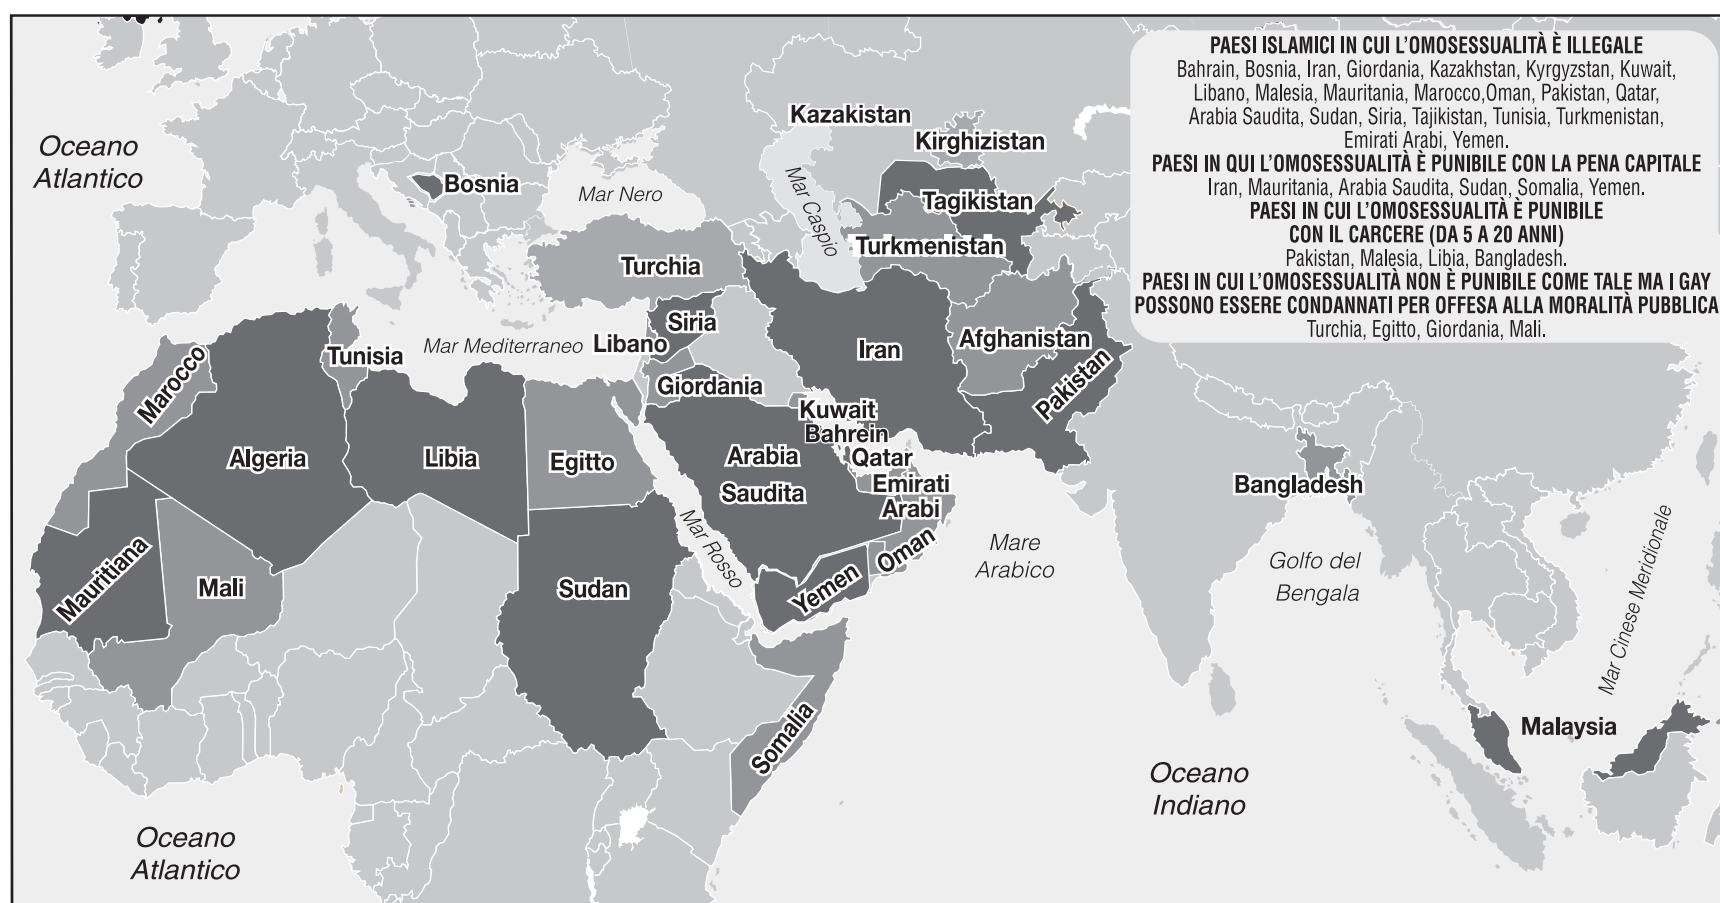 PAESI ISLAMICI IN CUI L'OMOSESSUALITÀ È ILLEGALE
Bahrain, Bosnia, Iran, Giordania, Kazakhstan, Kyrgyzstan, Kuwait,
Libano, Malesia, Mauritania, Marocco,Oman, Pakistan, Qatar,
Arabia Saudita, Sudan, Siria, Tajikistan, Tunisia, Turkmenistan,
Emirati Arabi, Yemen.
PAESI IN QUI L'OMOSESSUALITÀ È PUNIBILE CON LA PENA CAPITALE
Iran, Mauritania, Arabia Saudita, Sudan, Somalia, Yemen.
PAESI IN CUI L'OMOSESSUALITÀ È PUNIBILE
CON IL CARCERE (DA 5 A 20 ANNI)
Pakistan, Malesia, Libia, Bangladesh.
PAESI IN CUI L'OMOSESSUALITÀ NON È PUNIBILE COME TALE MA I GAY
POSSONO ESSERE CONDANNATI PER OFFESA ALLA MORALITÀ PUBBLICA
Turchia, Egitto, Giordania, Mali.
Oceano
Atlantico
Bosnia
Mar Nero
Kazakistan
Kirghizistan
Mar Caspio
Tagikistan
Turkmenistan
Turchia
Siria
Libano
Mar Mediterraneo
Tunisia
Marocco
Giordania
Iran
Afghanistan
Pakistan
Kuwait
Bahrein
Qatar
Emirati
Arabi
Oman
Arabia
Saudita
Algeria
Libia
Egitto
Mar Rosso
Yemen
Mare
Arabico
Bangladesh
Golfo del
Bengala
Mar Cinese Meridionale
Mauritiana
Mali
Sudan
Somalia
Malaysia
Oceano
Indiano
Oceano
Atlantico